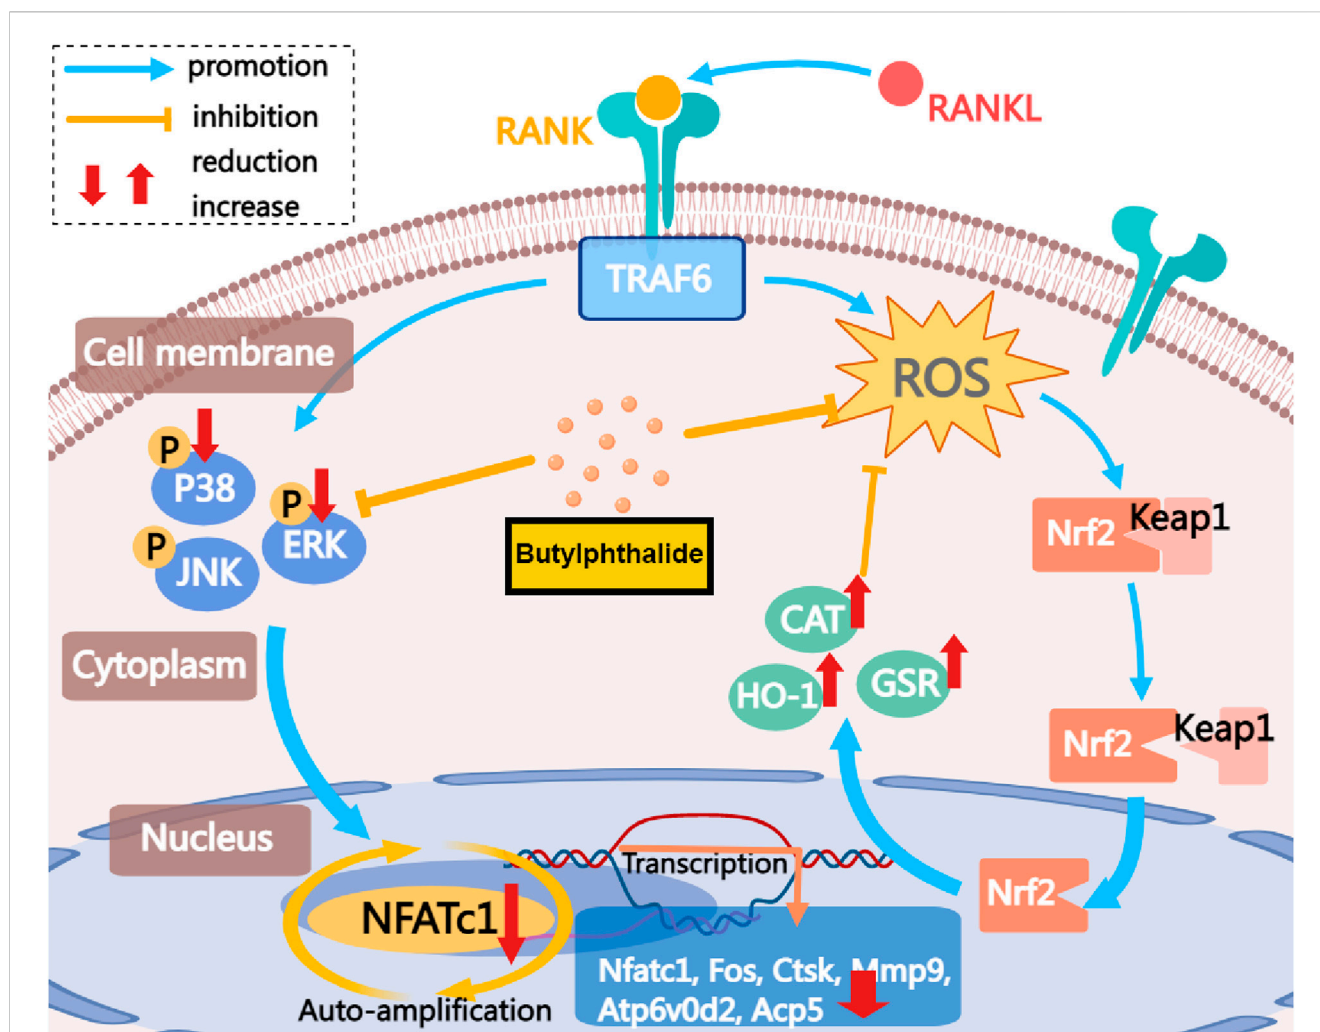 promotion
inhibition
reduction
increase
RANK
RANKL
TRAF6
ROS
Cell membrane
P
P38
P
ERK
P
JNK
Butylphthalide
Nrf2
Keap1
CAT
HO-1
GSR
Cytoplasm
Nrf2
Keap1
Nucleus
Transcription
Nrf2
NFATc1
Auto-amplification
Nfatc1, Fos, Ctsk, Mmp9,
Atp6v0d2, Acp5